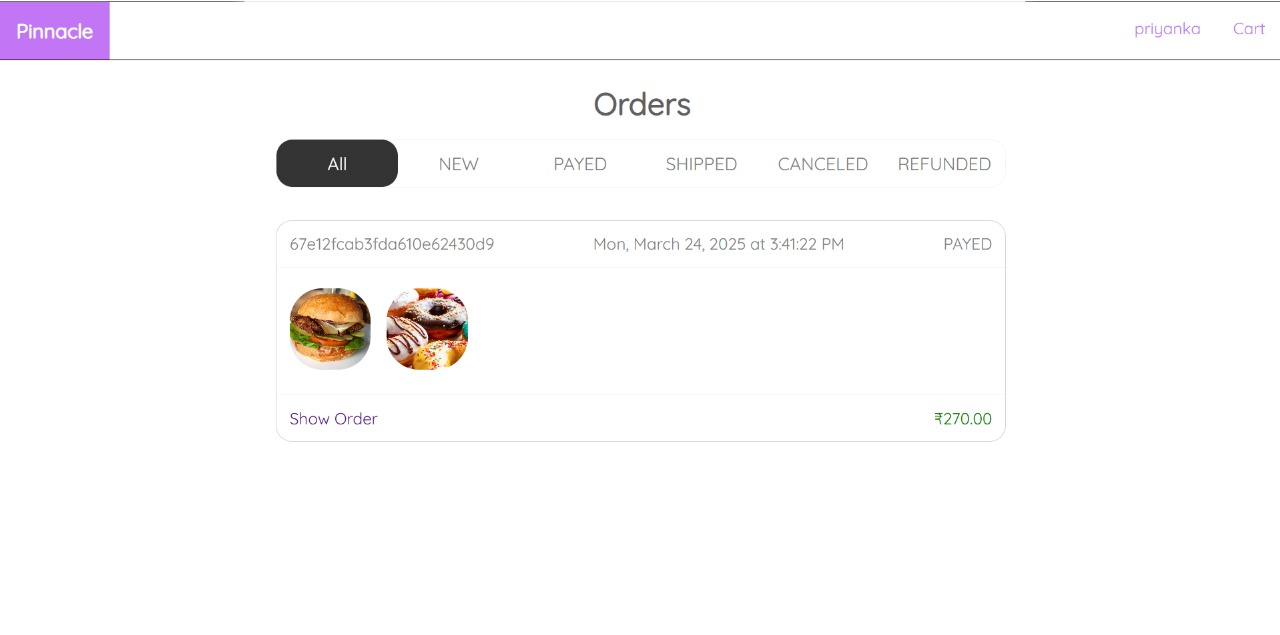 Pinnacle priyanka Cart
Orders
All NEW PAYED SHIPPED CANCELED REFUNDED
67e12fcab3fda610e62430d9 Mon, March 24, 2025 at 3:41:22 PM PAYED
Show Order ₹270.00